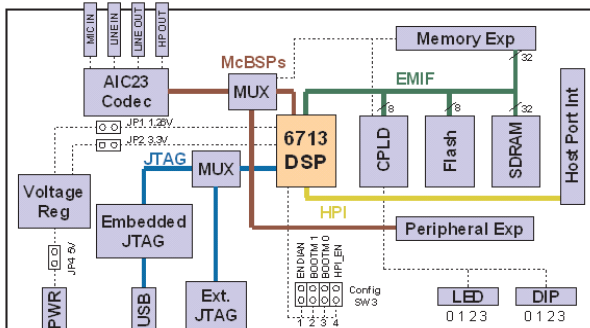 MIC IN
LINE IN
LINE OUT
HP OUT
McBSPs
Memory Exp
32
AIC23
Codec
MUX
EMIF
8
8
32
JP1 1.26V
JP2 3.3V
6713
DSP
CPLD
Flash
SDRAM
Host Port Int
JTAG
MUX
Voltage
Reg
HPI
Embedded
JTAG
Peripheral Exp
JP4 5V
ENDIAN
BOOTM 1
BOOTM 0
HPI_EN
Config
SW3
1 2 3 4
PWR
USB
Ext.
JTAG
LED
DIP
0 1 2 3
0 1 2 3